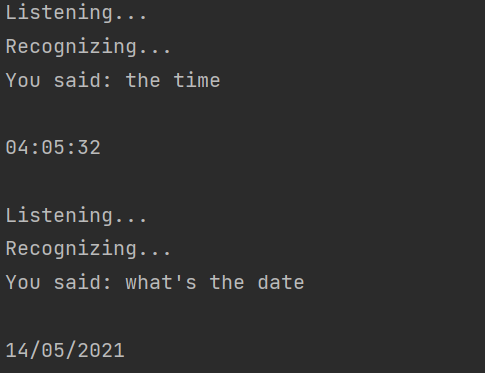 Listening...
Recognizing...
You said: the time
04:05:32
Listening...
Recognizing...
You said: what's the date
14/05/2021